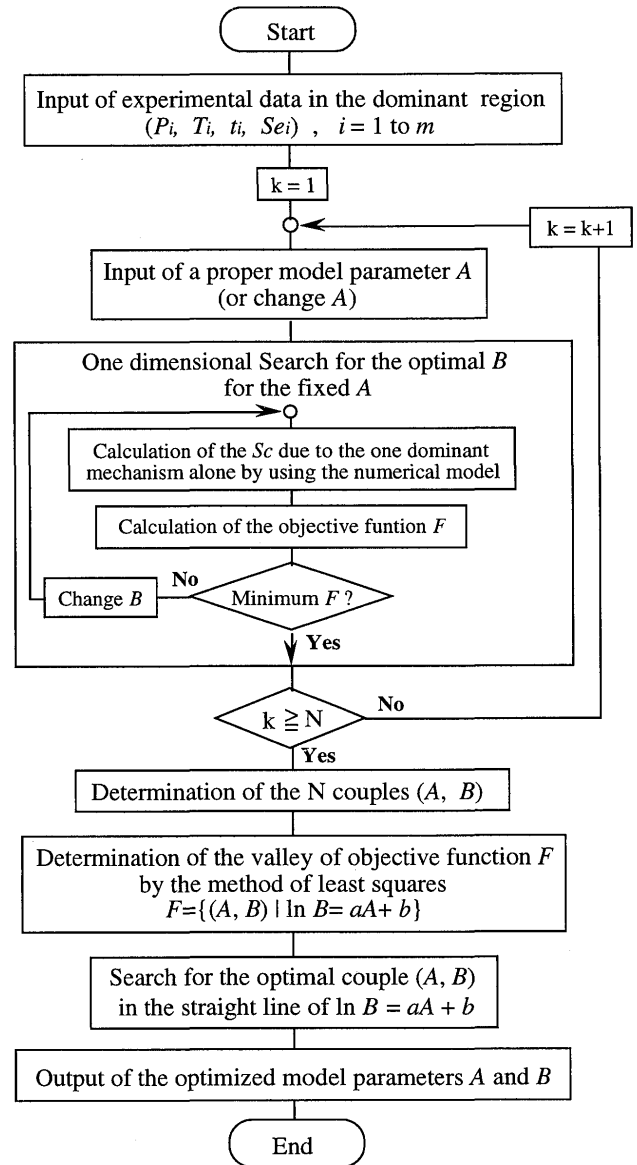 Start
Input of experimental data in the dominant region
(Pi, Ti, ti, Sei) , i = 1 to m
k = 1
k = k+1
Input of a proper model parameter A
(or change A)
One dimensional Search for the optimal B
for the fixed A
Calculation of the Sc due to the one dominant
mechanism alone by using the numerical model
Calculation of the objective funtion F
No
Change B
Minimum F ?
Yes
k ≧ N
No
Yes
Determination of the N couples (A, B)
Determination of the valley of objective function F
by the method of least squares
F={(A, B) | ln B= aA+ b}
Search for the optimal couple (A, B)
in the straight line of ln B = aA + b
Output of the optimized model parameters A and B
End